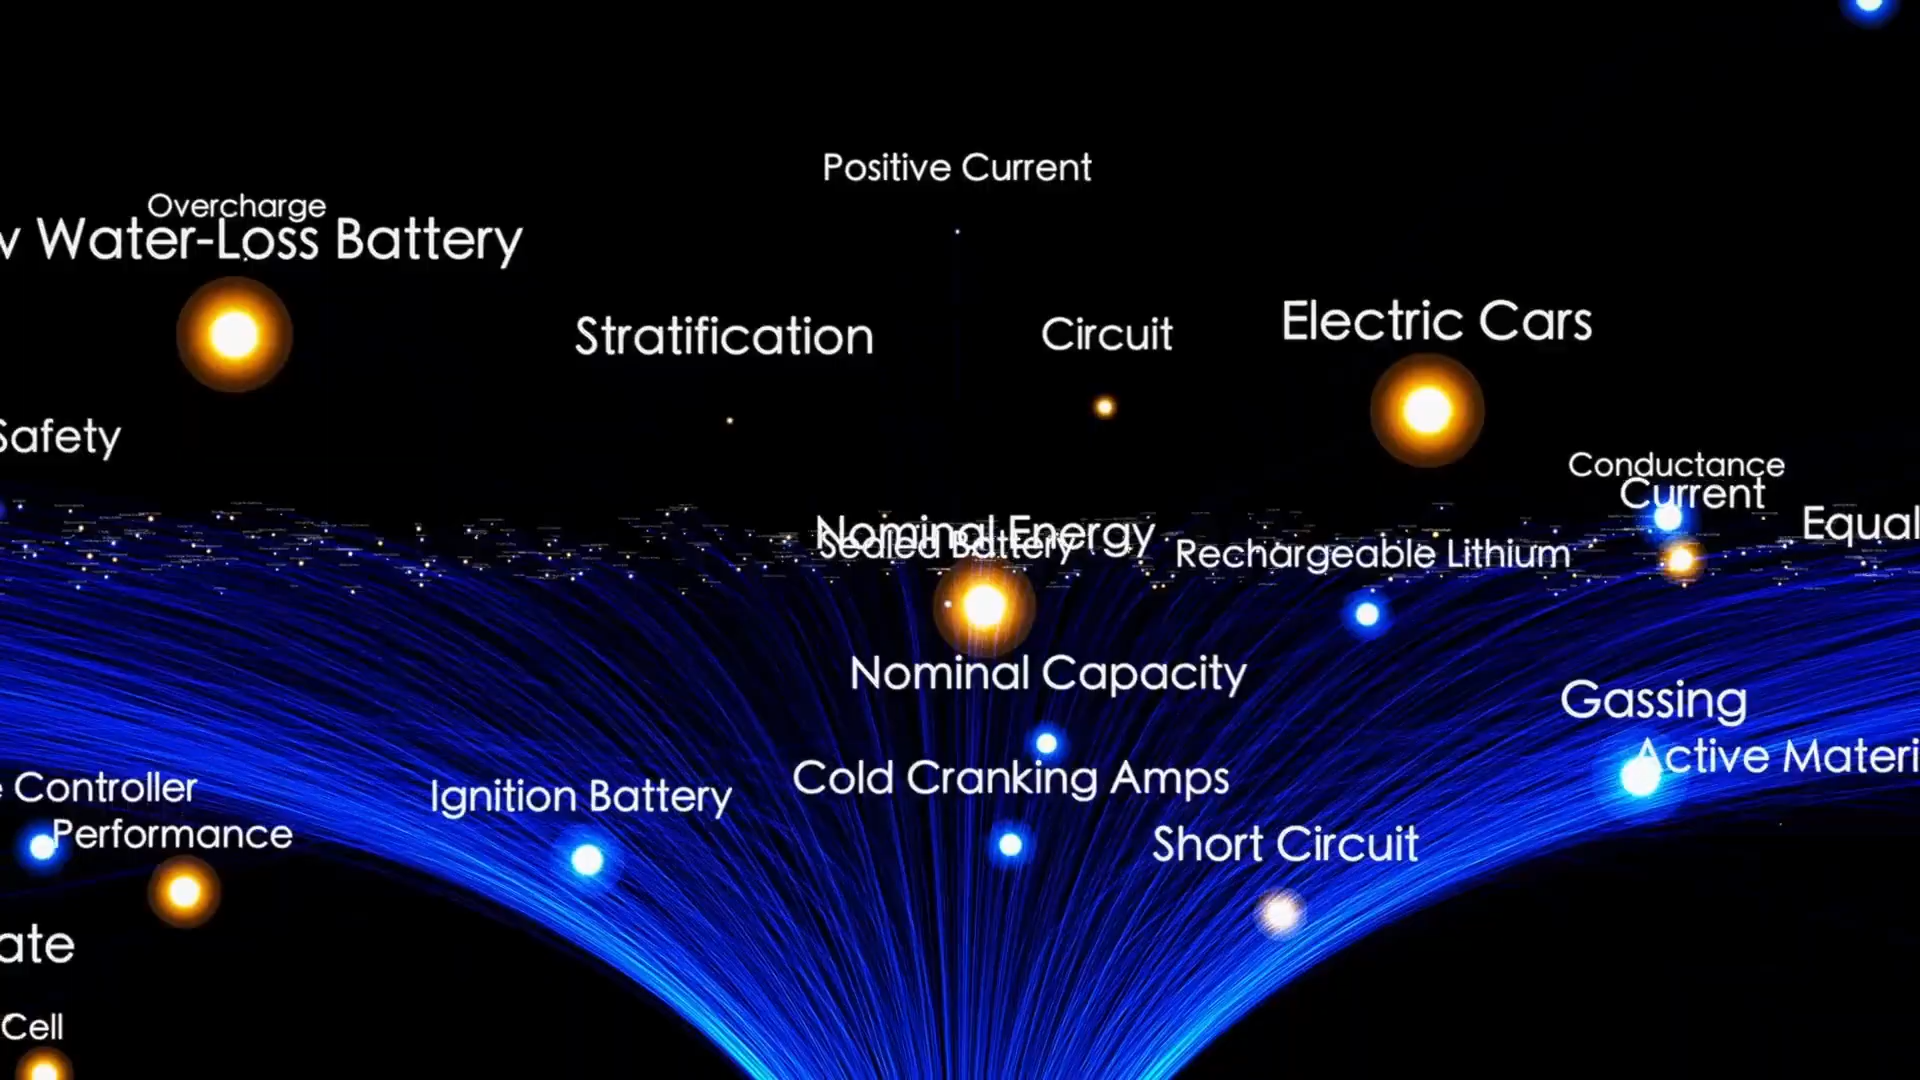 Positive Current
Overcharge
Water-Loss Battery
Stratification
Circuit
Electric Cars
Safety
Conductance
Current
Nominal Energy
Sealed Battery
Rechargeable Lithium
Equal
Nominal Capacity
Gassing
Active Materi
Controller
Ignition Battery
Cold Cranking Amps
Performance
Short Circuit
ate
Cell